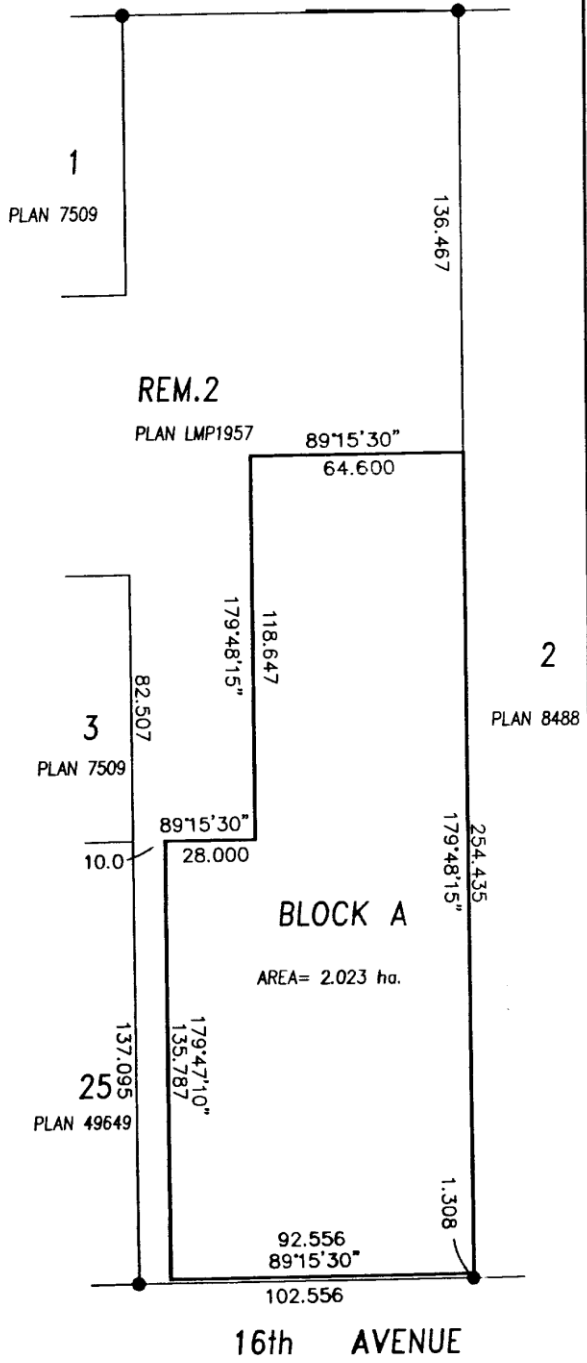 136.467
1
PLAN 7509
REM.2
PLAN LMP1957
89°15'30"
64.600
118.647
179°48'15"
82.507
2
PLAN 8488
3
PLAN 7509
89°15'30"
28.000
10.0
254.435
179°48'15"
BLOCK A
AREA= 2.023 ha.
179°47'10"
135.787
137.095
25
PLAN 49649
1.308
92.556
89°15'30"
102.556
16th AVENUE